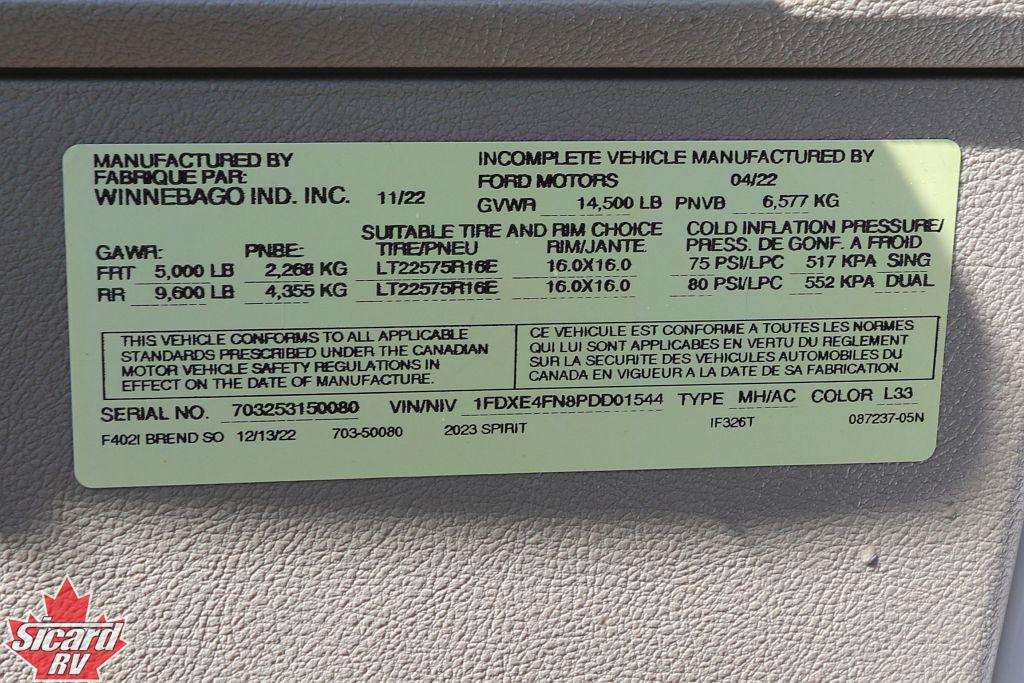 MANUFACTURED BY
FABRIQUE PAR:
WINNEBAGO IND. INC. 11/22
INCOMPLETE VEHICLE MANUFACTURED BY
FORD MOTORS 04/22
GVWR 14,500 LB PNVB 6,577 KG
SUITABLE TIRE AND RIM CHOICE COLD INFLATION PRESSURE/
GAWR: PNBE: TIRE/PNEU RIM/JANTE PRESS. DE GONF. A FROID
FRT 5,000 LB 2,268 KG LT22575R16E 16.0X16.0 75 PSI/LPC 517 KPA SING
RR 9,600 LB 4,355 KG LT22575R16E 16.0X16.0 80 PSI/LPC 552 KPA DUAL
THIS VEHICLE CONFORMS TO ALL APPLICABLE
STANDARDS PRESCRIBED UNDER THE CANADIAN
MOTOR VEHICLE SAFETY REGULATIONS IN
EFFECT ON THE DATE OF MANUFACTURE.
CE VEHICULE EST CONFORME A TOUTES LES NORMES
QUI LUI SONT APPLICABES EN VERTU DU REGLEMENT
SUR LA SECURITE DES VEHICULES AUTOMOBILES DU
CANADA EN VIGUEUR A LA DATE DE SA FABRICATION.
SERIAL NO. 703253150080 VIN/NIV 1FDXE4FN8PDD01544 TYPE MH/AC COLOR L33
F402I BREND SO 12/13/22 703-50080 2023 SPIRIT IF326T 087237-05N
Sicard
RV